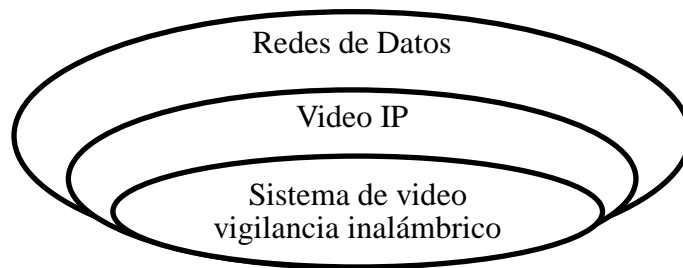 Redes de Datos
Video IP
Sistema de video
vigilancia inalámbrico